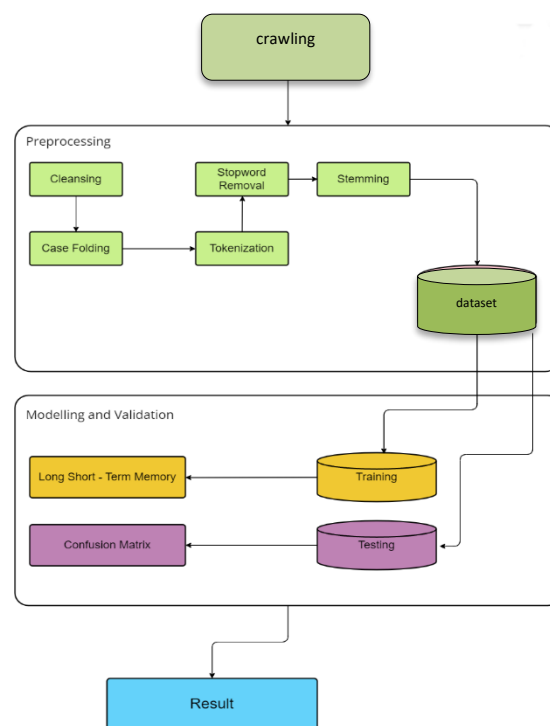 crawling
Preprocessing
Cleansing
Stopword
Removal
Stemming
Case Folding
Tokenization
dataset
Modelling and Validation
Long Short - Term Memory
Training
Confusion Matrix
Testing
Result